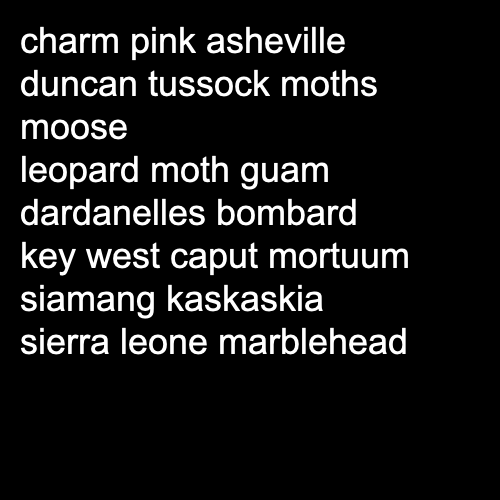 charm pink asheville
duncan tussock moths
moose
leopard moth guam
dardanelles bombard
key west caput mortuum
siamang kaskaskia
sierra leone marblehead